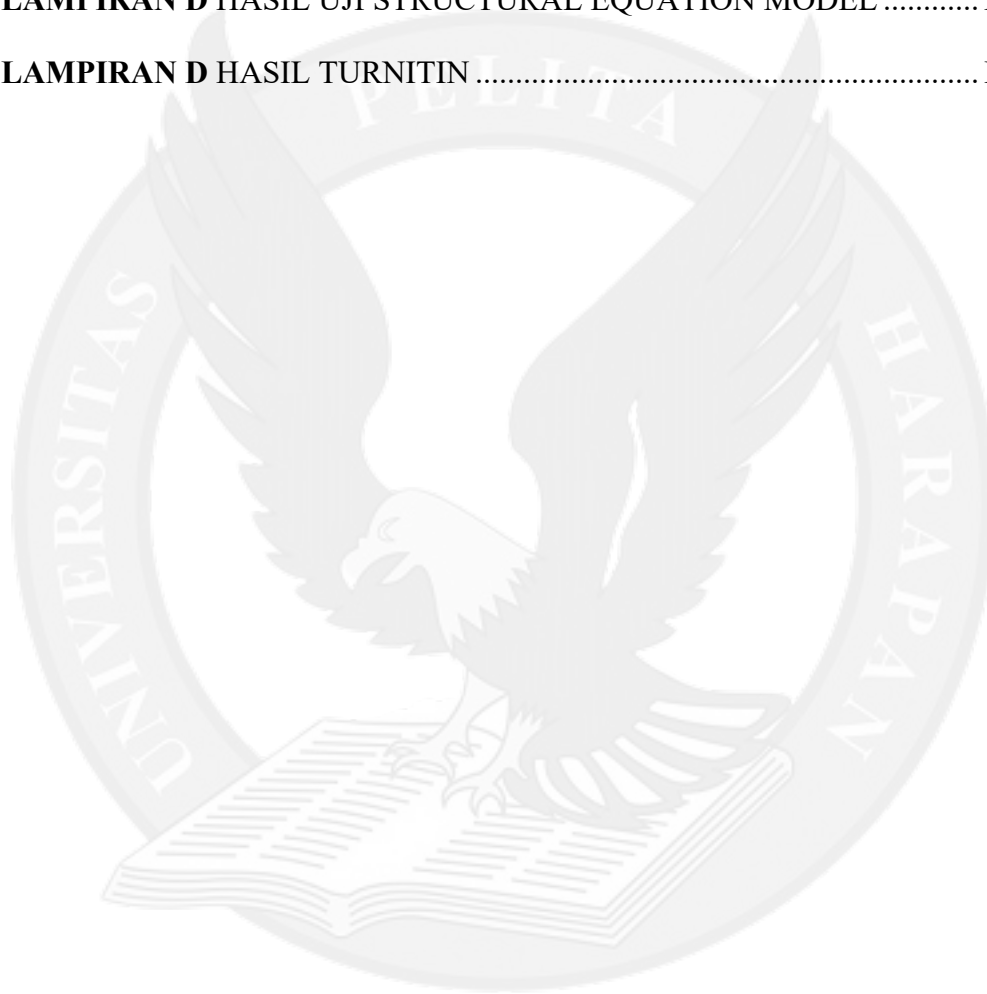 LAMPIRAN D HASIL UJI STRUCTURAL EQUATION MODEL ...........
LAMPIRAN D HASIL TURNITIN ..........................................................
UNIVERSITAS PELITA HARAPAN